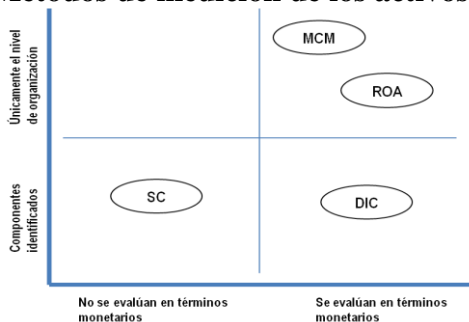 Métodos de medición de los activos
Únicamente el nivel
de organización
MCM
ROA
Componentes
identificados
SC
DIC
No se evalúan en términos
monetarios
Se evalúan en términos
monetarios